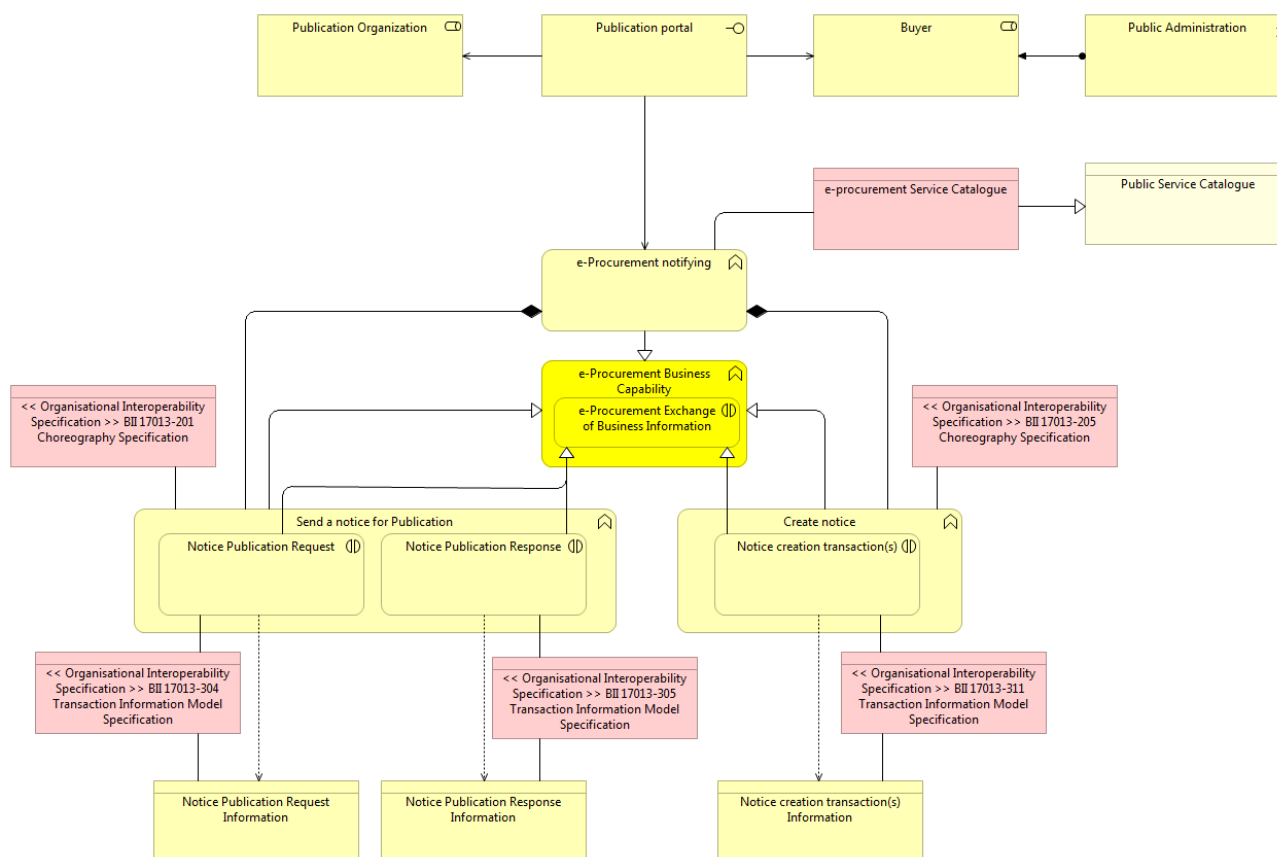 Publication Organization
Publication portal
Buyer
Public Administration
e-procurement Service Catalogue
Public Service Catalogue
e-Procurement notifying
e-Procurement Business
Capability
e-Procurement Exchange
of Business Information
<< Organisational Interoperability
Specification >> BII 17013-201
Choreography Specification
<< Organisational Interoperability
Specification >> BII 17013-205
Choreography Specification
Send a notice for Publication
Notice Publication Request
Notice Publication Response
Create notice
Notice creation transaction(s)
<< Organisational Interoperability
Specification >> BII 17013-304
Transaction Information Model
Specification
<< Organisational Interoperability
Specification >> BII 17013-305
Transaction Information Model
Specification
<< Organisational Interoperability
Specification >> BII 17013-311
Transaction Information Model
Specification
Notice Publication Request
Information
Notice Publication Response
Information
Notice creation transaction(s)
Information